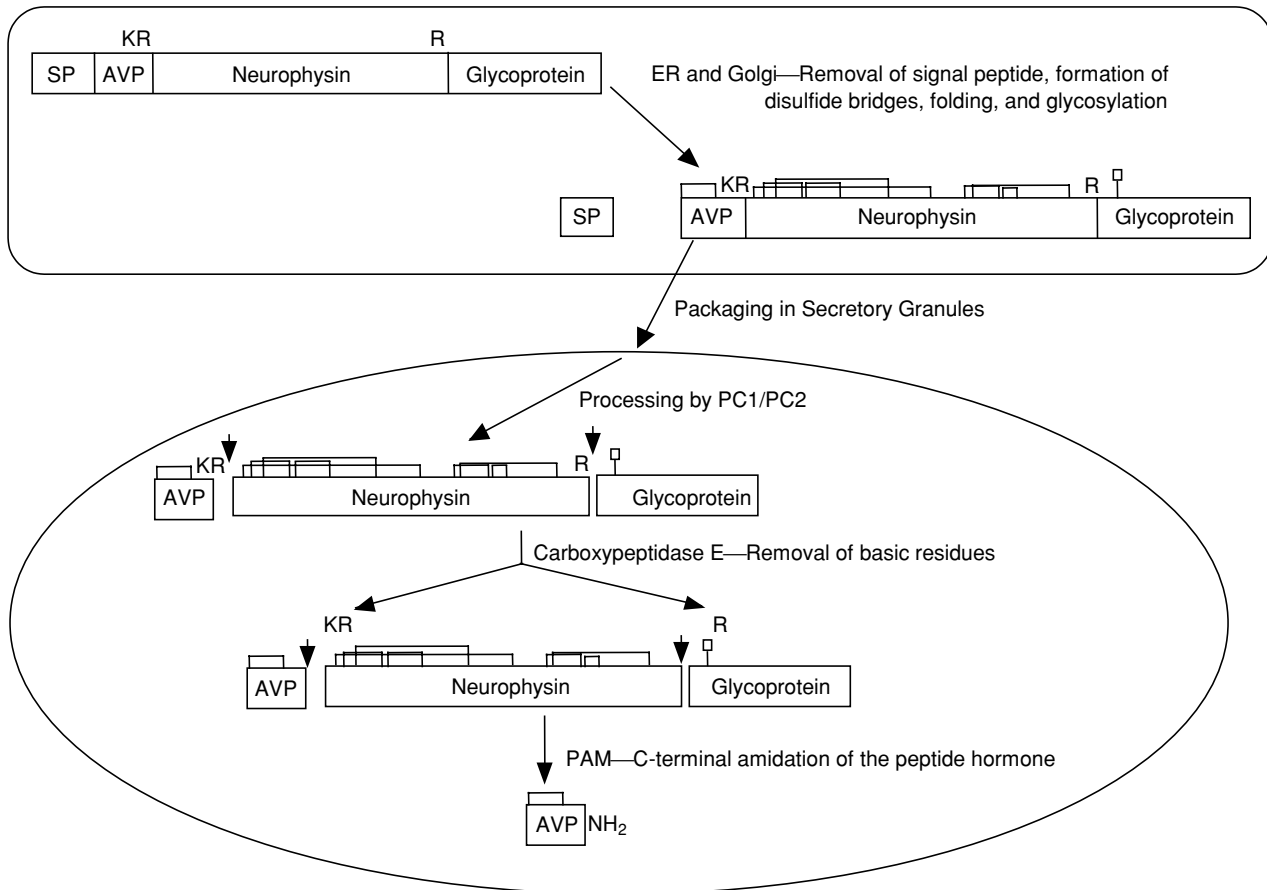 KR R
SP AVP Neurophysin Glycoprotein
ER and Golgi—Removal of signal peptide, formation of
disulfide bridges, folding, and glycosylation
KR R
SP AVP Neurophysin Glycoprotein
Packaging in Secretory Granules
Processing by PC1/PC2
KR R
AVP Neurophysin Glycoprotein
Carboxypeptidase E—Removal of basic residues
KR R
AVP Neurophysin Glycoprotein
PAM—C-terminal amidation of the peptide hormone
AVP NH₂